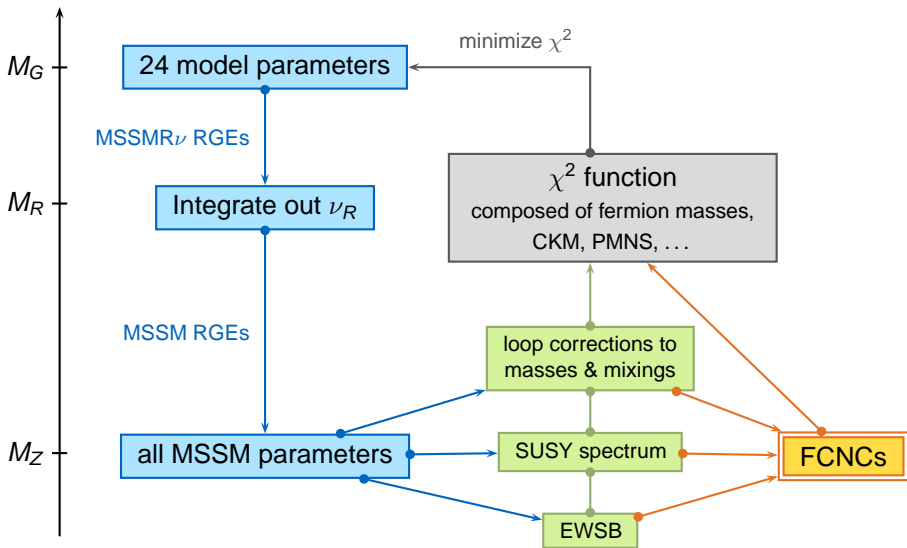 minimize χ²
M_G
24 model parameters
MSSMRν RGEs
χ² function
composed of fermion masses,
CKM, PMNS, . . .
M_R
Integrate out ν_R
MSSM RGEs
loop corrections to
masses & mixings
M_Z
all MSSM parameters
SUSY spectrum
FCNCs
EWSB